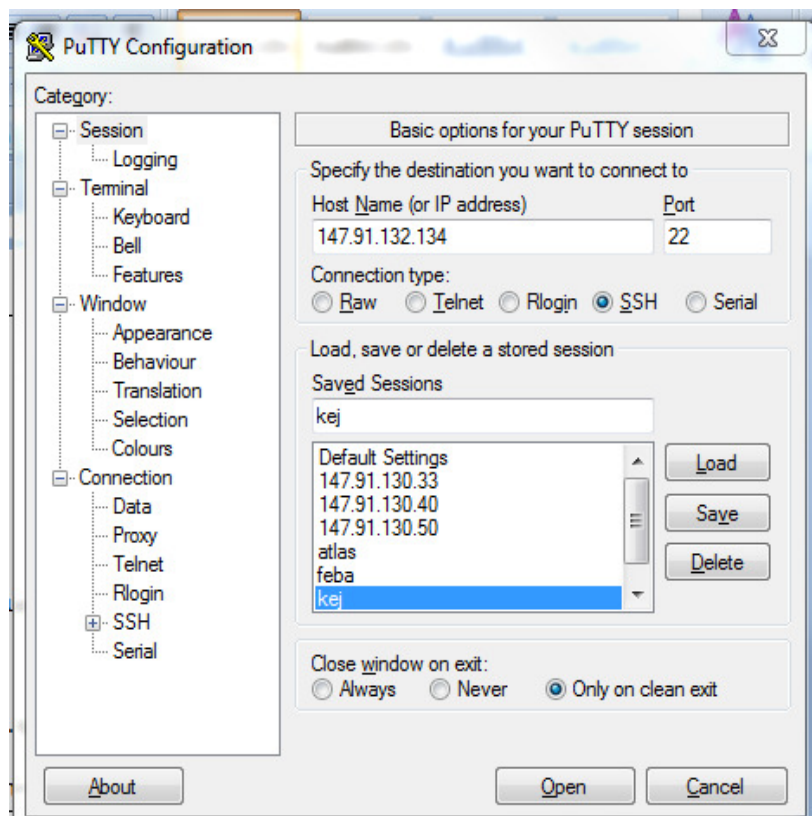 PuTTY Configuration
Category:
Session
Logging
Terminal
Keyboard
Bell
Features
Window
Appearance
Behaviour
Translation
Selection
Colours
Connection
Data
Proxy
Telnet
Rlogin
SSH
Serial
Basic options for your PuTTY session
Specify the destination you want to connect to
Host Name (or IP address) Port
147.91.132.134 22
Connection type:
Raw Telnet Rlogin SSH Serial
Load, save or delete a stored session
Saved Sessions
kej
Default Settings
147.91.130.33
147.91.130.40
147.91.130.50
atlas
feba
kej
Load
Save
Delete
Close window on exit:
Always Never Only on clean exit
About Open Cancel